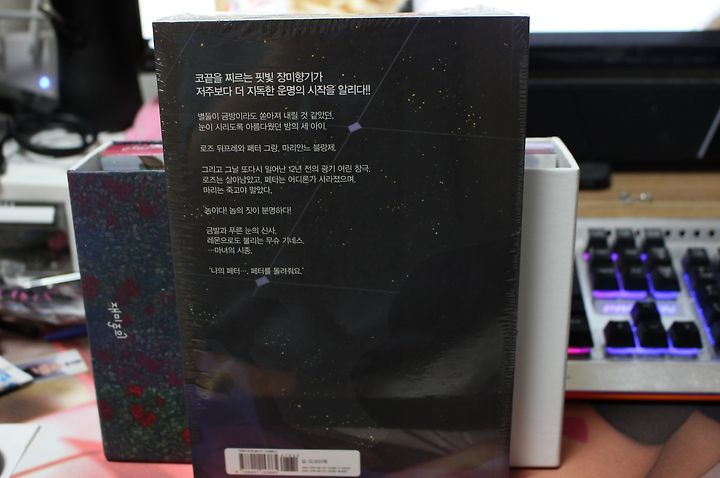 코끝을 찌르는 핏빛 장미향기가
저주보다 더 지독한 운명의 시작을 알리다!!
별들이 금방이라도 쏟아져 내릴 것 같았던,
눈이 시리도록 아름다웠던 밤의 세 아이.
로즈 뒤프레와 페터 그랑, 마리안느 블랑제.
그리고 그날 또다시 일어난 12년 전의 광기 어린 참극.
로즈는 살아남았고, 페터는 어디론가 사라졌으며,
마리는 죽고야 말았다.
놈이다! 놈의 짓이 분명하다!
금발과 푸른 눈의 신사,
레몬으로도 불리는 무슈 기네스.
…마녀의 시종.
'나의 페터…, 페터를 돌려줘요.'